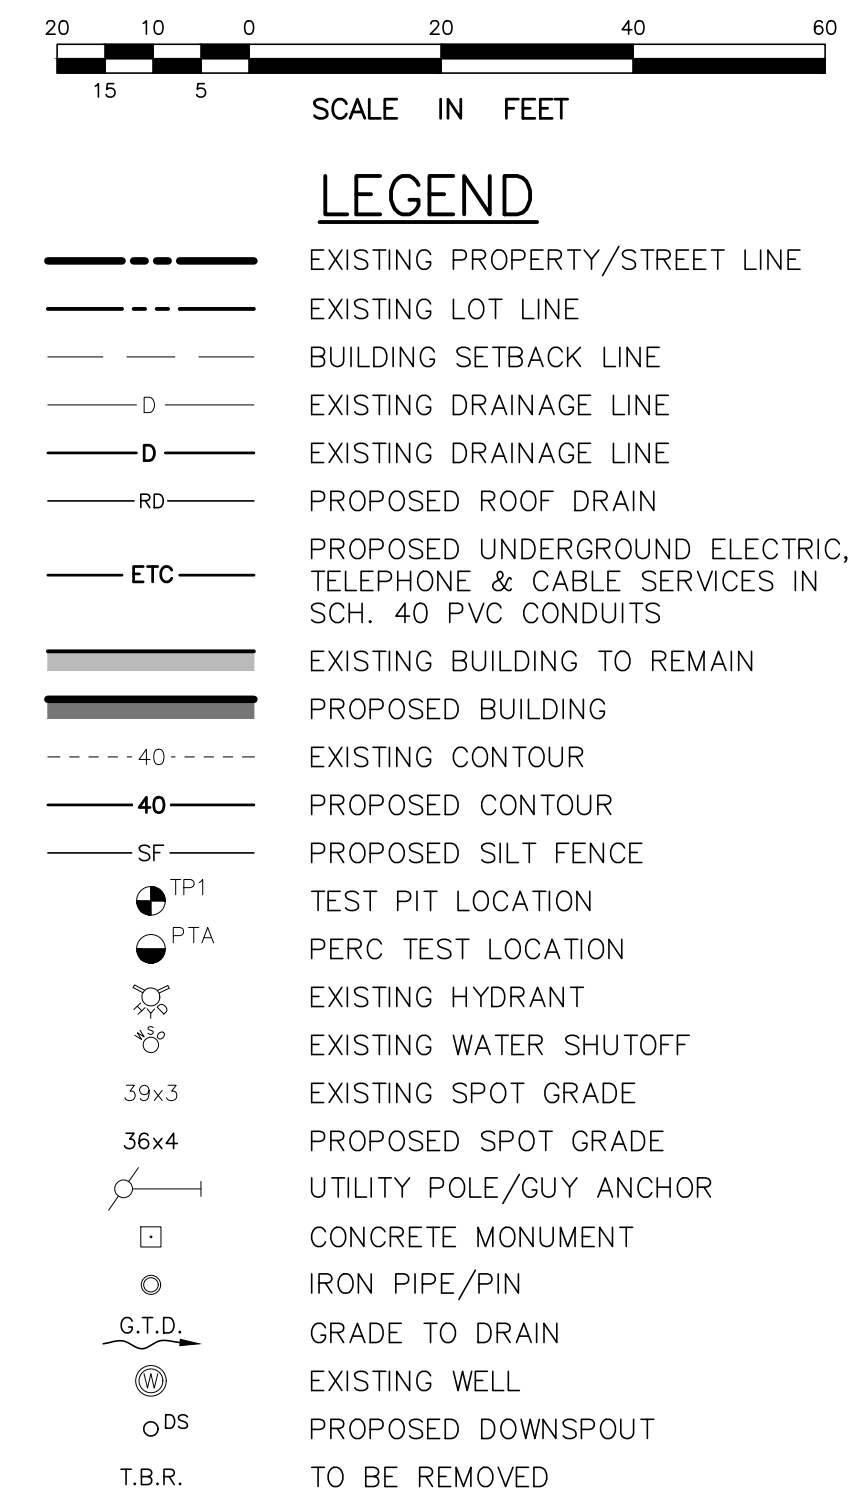 20 10 0 20 40 60
15 5
SCALE IN FEET
LEGEND
EXISTING PROPERTY/STREET LINE
EXISTING LOT LINE
BUILDING SETBACK LINE
D EXISTING DRAINAGE LINE
D EXISTING DRAINAGE LINE
RD PROPOSED ROOF DRAIN
PROPOSED UNDERGROUND ELECTRIC,
ETC TELEPHONE & CABLE SERVICES IN
SCH. 40 PVC CONDUITS
EXISTING BUILDING TO REMAIN
PROPOSED BUILDING
40 EXISTING CONTOUR
40 PROPOSED CONTOUR
SF PROPOSED SILT FENCE
TP1 TEST PIT LOCATION
PTA PERC TEST LOCATION
HYD EXISTING HYDRANT
WSO EXISTING WATER SHUTOFF
39x3 EXISTING SPOT GRADE
36x4 PROPOSED SPOT GRADE
UTILITY POLE/GUY ANCHOR
CONCRETE MONUMENT
IRON PIPE/PIN
G.T.D. GRADE TO DRAIN
W EXISTING WELL
DS PROPOSED DOWNSPOUT
T.B.R. TO BE REMOVED